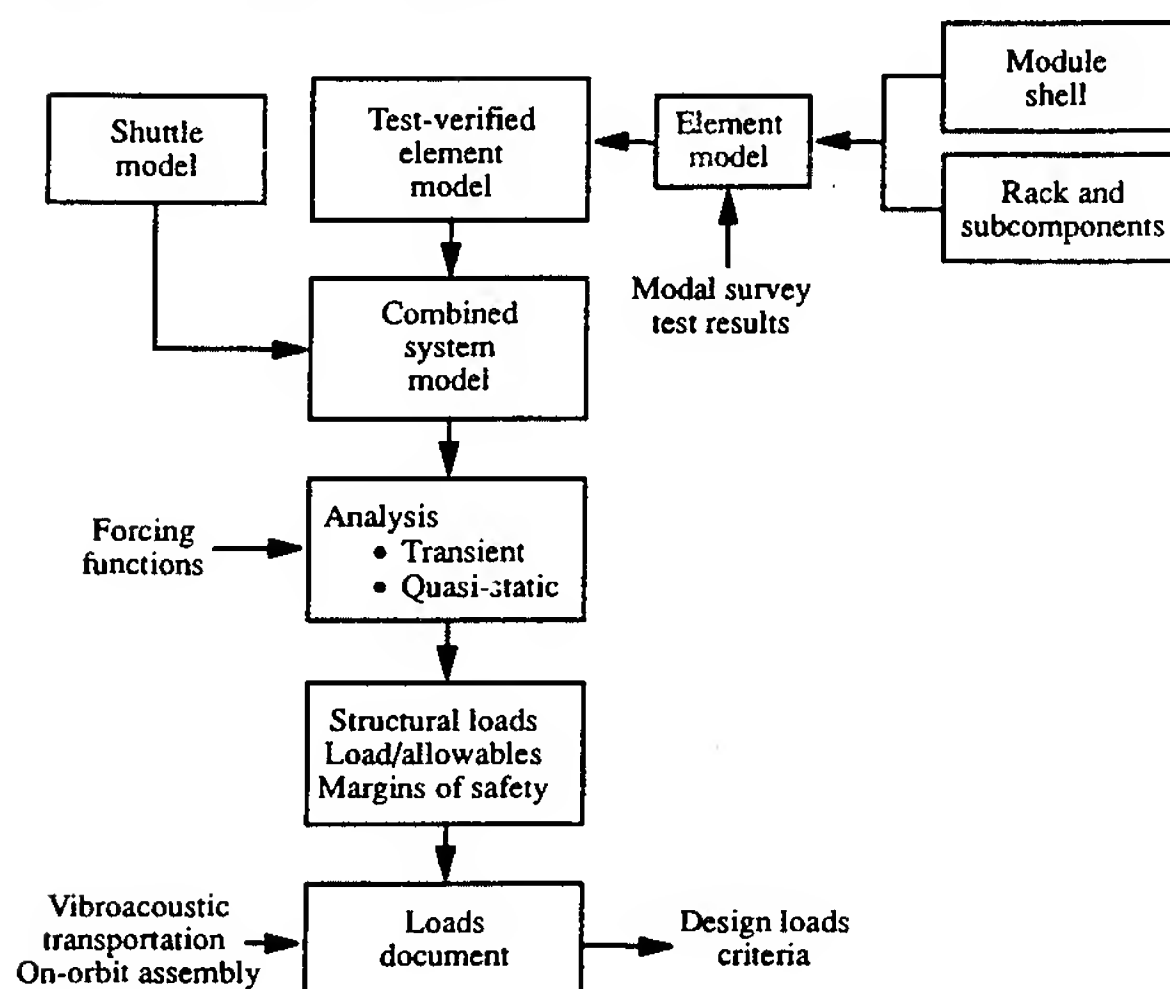 Module
shell
Shuttle
model
Test-verified
element
model
Element
model
Rack and
subcomponents
Modal survey
test results
Combined
system
model
Forcing
functions
Analysis
• Transient
• Quasi-static
Structural loads
Load/allowables
Margins of safety
Vibroacoustic
transportation
On-orbit assembly
Loads
document
Design loads
criteria